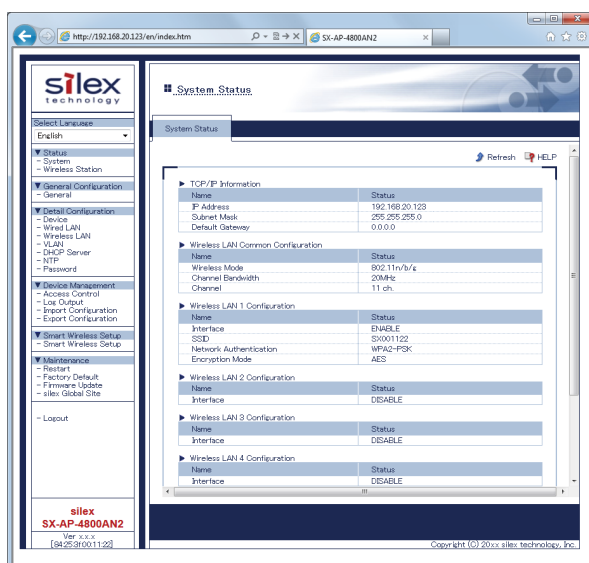 http://192.168.20.123/en/index.htm
SX-AP-4800AN2
silex
technology
System Status
Select Language
English
System Status
▼ Status
- System
- Wireless Station
▼ General Configuration
- General
▼ Detail Configuration
- Device
- Wired LAN
- Wireless LAN
- VLAN
- DHCP Server
- NTP
- Password
▼ Device Management
- Access Control
- Log Output
- Import Configuration
- Export Configuration
▼ Smart Wireless Setup
- Smart Wireless Setup
▼ Maintenance
- Restart
- Factory Default
- Firmware Update
- silex Global Site
- Logout
Refresh HELP
▶ TCP/IP Information
Name Status
IP Address 192.168.20.123
Subnet Mask 255.255.255.0
Default Gateway 0.0.0.0
▶ Wireless LAN Common Configuration
Name Status
Wireless Mode 802.11n/b/g
Channel Bandwidth 20MHz
Channel 11 ch.
▶ Wireless LAN 1 Configuration
Name Status
Interface ENABLE
SSID SX001122
Network Authentication WPA2-PSK
Encryption Mode AES
▶ Wireless LAN 2 Configuration
Name Status
Interface DISABLE
▶ Wireless LAN 3 Configuration
Name Status
Interface DISABLE
▶ Wireless LAN 4 Configuration
Name Status
Interface DISABLE
silex
SX-AP-4800AN2
Ver x.x.x
[84:25:3f:00:11:22]
Copyright (C) 20xx silex technology, Inc.